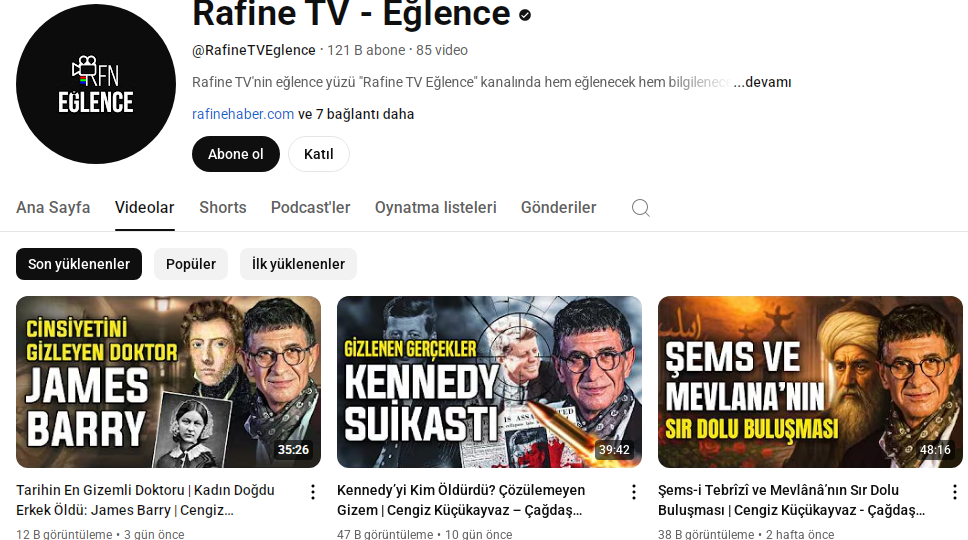 Rafine TV - Eğlence
RFN
EĞLENCE
@RafineTVEglence • 121 B abone • 85 video
Rafine TV'nin eğlence yüzü "Rafine TV Eğlence" kanalında hem eğlenecek hem bilgilenece ...devamı
rafinehaber.com ve 7 bağlantı daha
Abone ol Katıl
Ana Sayfa Videolar Shorts Podcast'ler Oynatma listeleri Gönderiler
Son yüklenenler Popüler İlk yüklenenler
CİNSİYETİNİ
GİZLEYEN DOKTOR
JAMES
BARRY
35:26
GİZLENEN GERÇEKLER
KENNEDY
SUİKASTI
39:42
ŞEMS VE
MEVLANA'NIN
SIR DOLU BULUŞMASI
48:16
Tarihin En Gizemli Doktoru | Kadın Doğdu
Erkek Öldü: James Barry | Cengiz…
12 B görüntüleme • 3 gün önce
Kennedy’yi Kim Öldürdü? Çözülemeyen
Gizem | Cengiz Küçükayvaz – Çağdaş…
47 B görüntüleme • 10 gün önce
Şems-i Tebrîzî ve Mevlânâ’nın Sır Dolu
Buluşması | Cengiz Küçükayvaz - Çağdaş…
38 B görüntüleme • 2 hafta önce